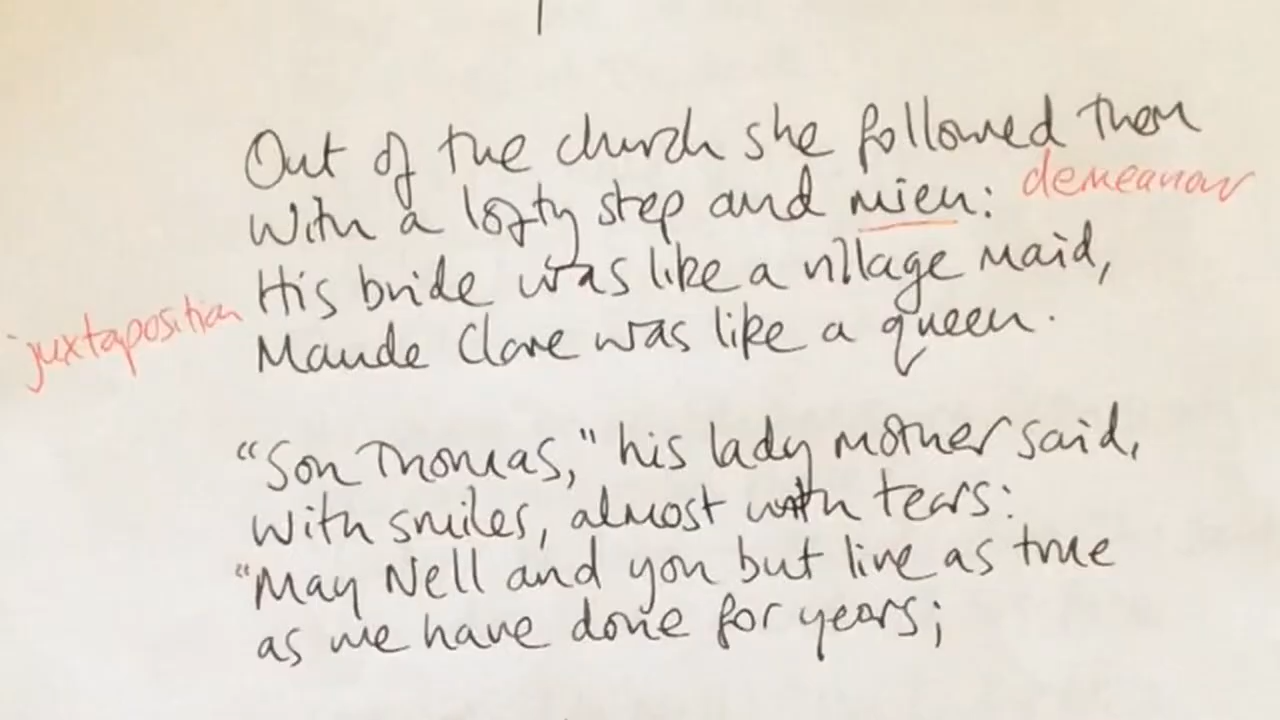 Out of the church she followed them
With a lofty step and mien: demeanour
His bride was like a village maid,
juxtaposition
Maude Clare was like a queen.
“Son Thomas,” his lady mother said,
With smiles, almost with tears:
“May Nell and you but live as true
as we have done for years;